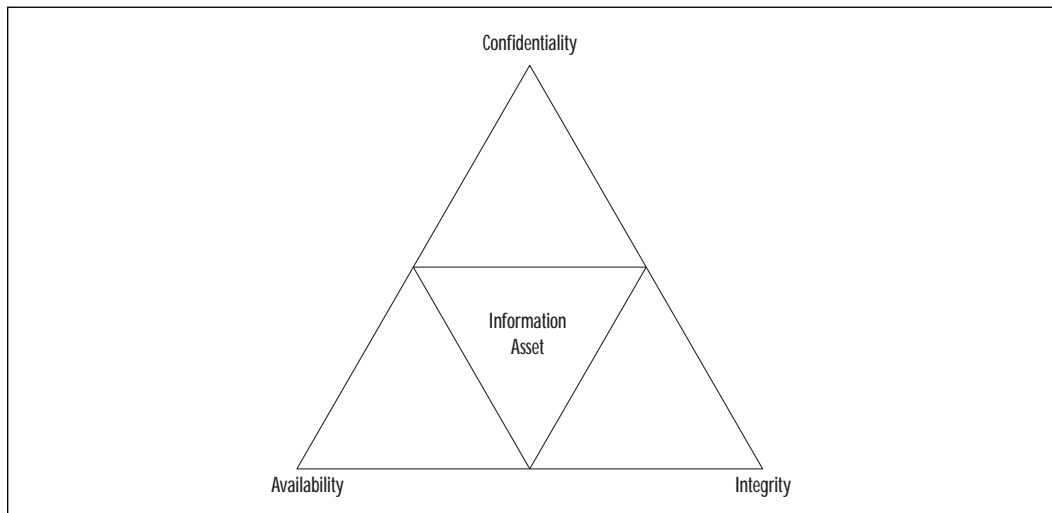 Confidentiality
Information
Asset
Availability
Integrity